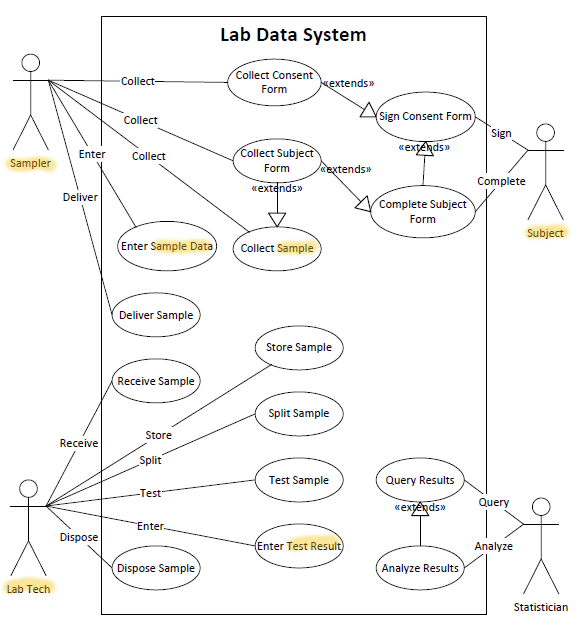 Lab Data System
Collect
Collect Consent
Form
«extends»
Sign Consent Form
Sign
Collect
Sampler
Enter
Collect
Collect Subject
Form
«extends»
«extends»
«extends»
Complete
Deliver
Complete Subject
Form
Subject
Enter Sample Data
Collect Sample
Deliver Sample
Store Sample
Receive Sample
Split Sample
Receive
Store
Split
Test
Test Sample
Query Results
«extends»
Query
Enter
Dispose
Enter Test Result
Analyze
Dispose Sample
Analyze Results
Lab Tech
Statistician